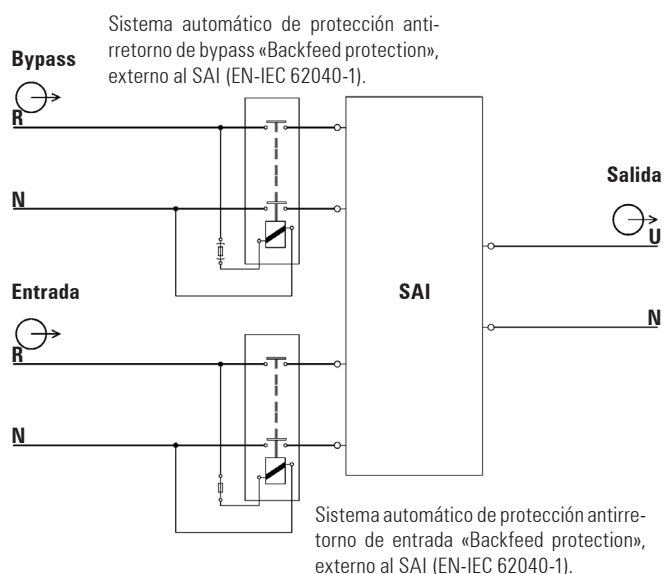 Sistema automático de protección anti-
rretorno de bypass «Backfeed protection»,
externo al SAI (EN-IEC 62040-1).
Bypass
R
N
Salida
U
SAI
Entrada
N
R
N
Sistema automático de protección antirre-
torno de entrada «Backfeed protection»,
externo al SAI (EN-IEC 62040-1).